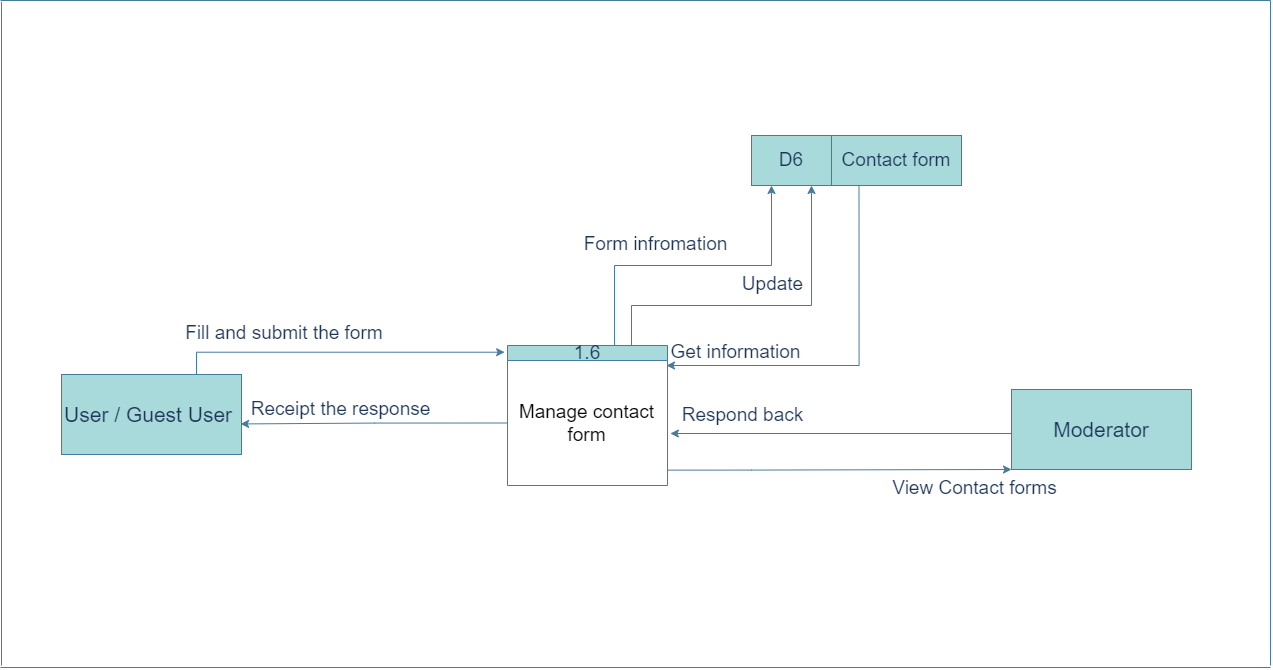 D6
Contact form
Form infromation
Update
Fill and submit the form
1.6
Get information
User / Guest User
Receipt the response
Manage contact
form
Respond back
Moderator
View Contact forms